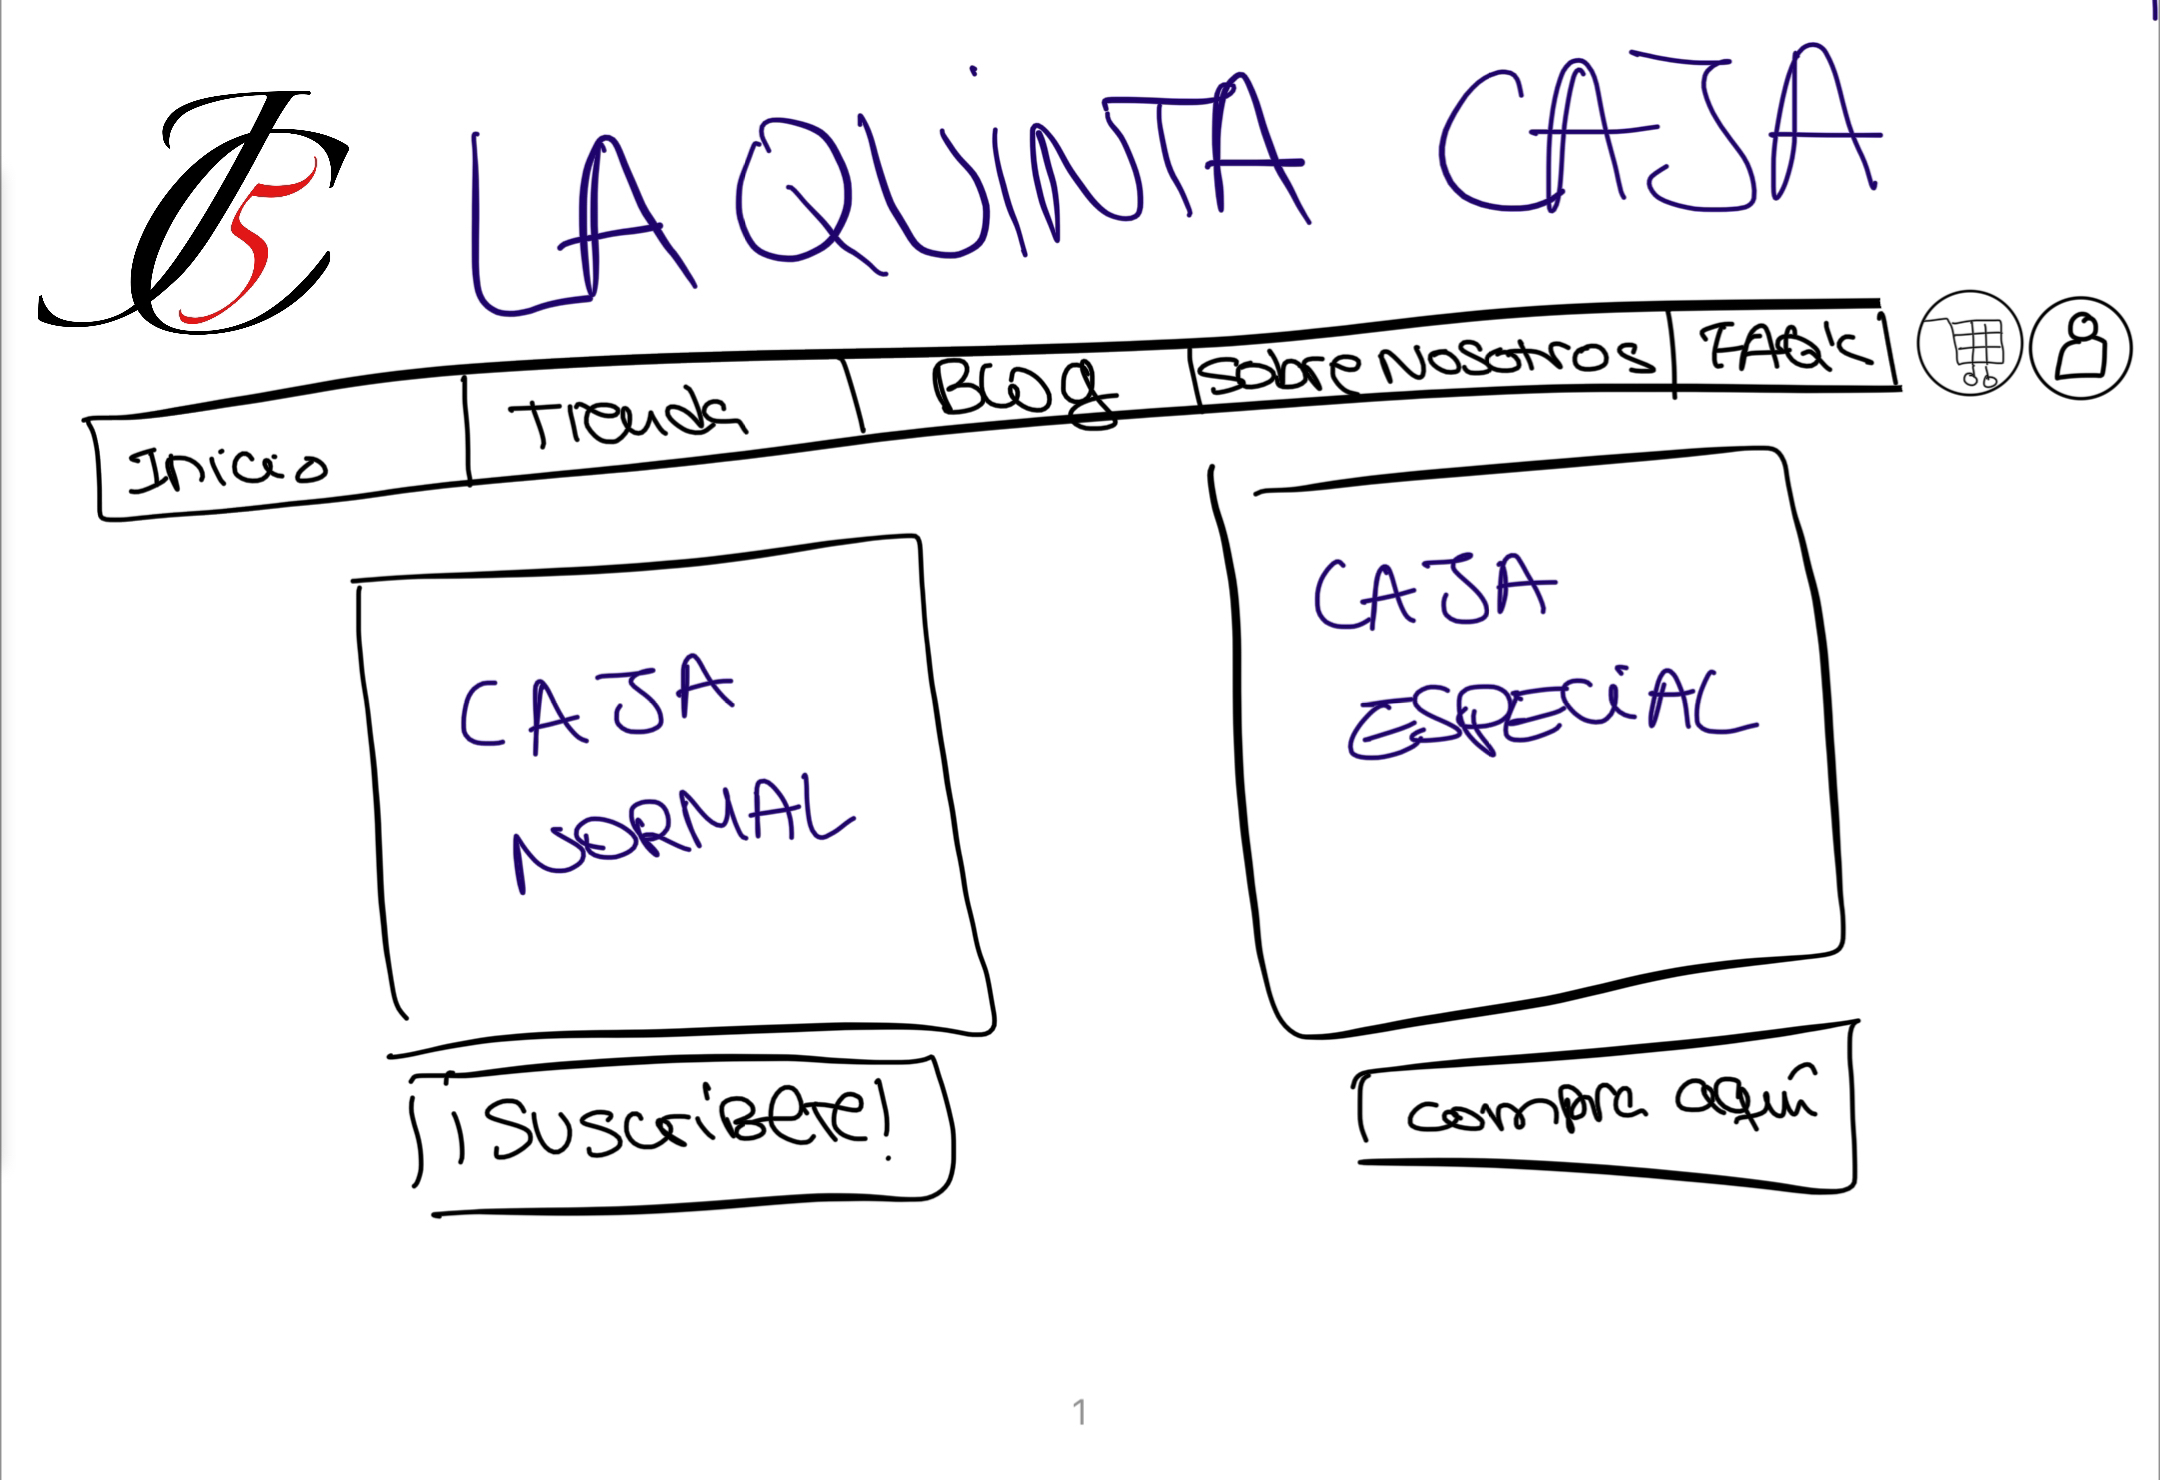 LA QUINTA CAJA
Inicio Tienda Blog Sobre Nosotros FAQ's
CAJA
NORMAL
CAJA
ESPECIAL
¡SUSCRIBETE!
compra aquí
1